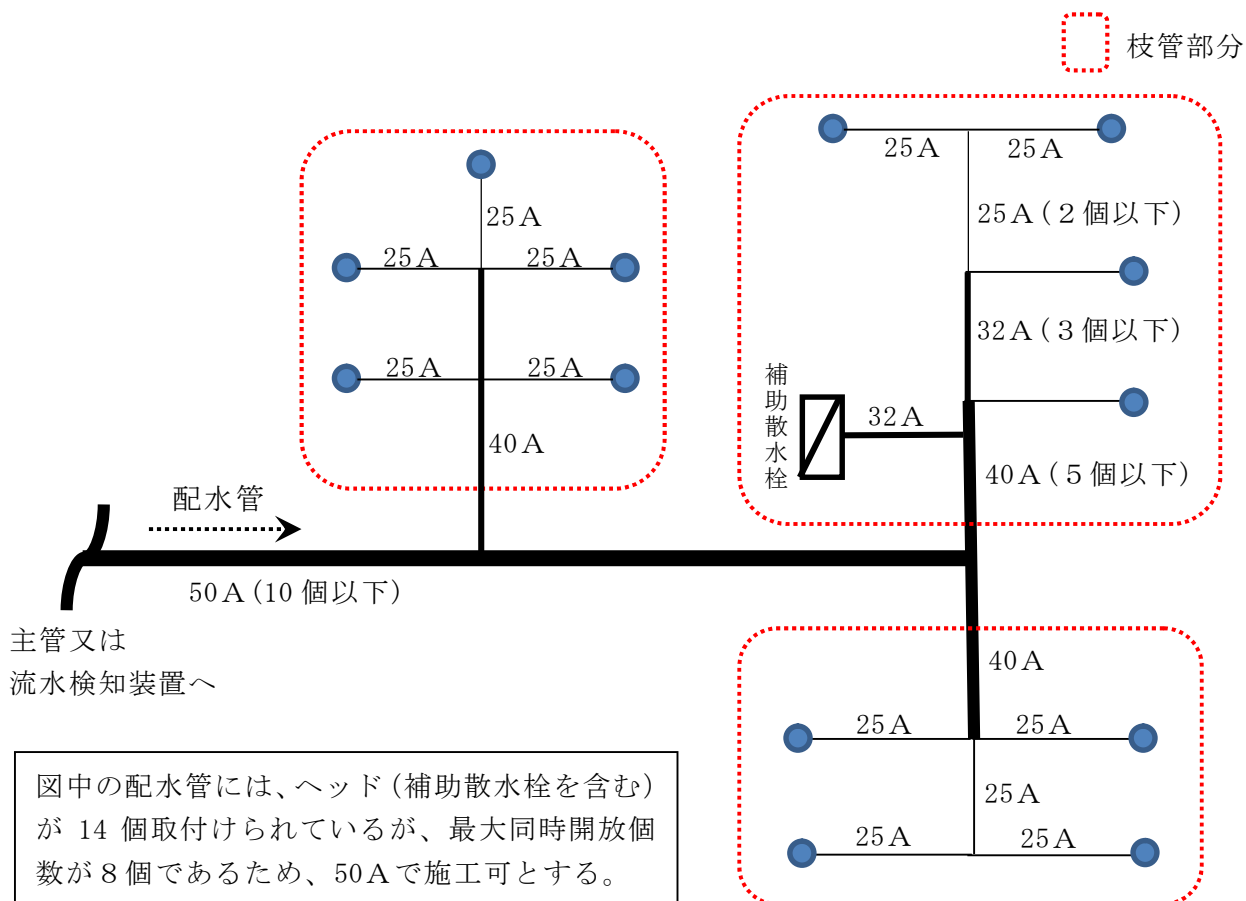 枝管部分
25A
25A
25A
25A
25A
25A(2個以下)
25A
25A
32A(3個以下)
補助散水栓
32A
40A
40A(5個以下)
配水管
50A(10個以下)
主管又は
流水検知装置へ
40A
25A
25A
25A
25A
25A
図中の配水管には、ヘッド(補助散水栓を含む)
が 14 個取付けられているが、最大同時開放個
数が8個であるため、50Aで施工可とする。